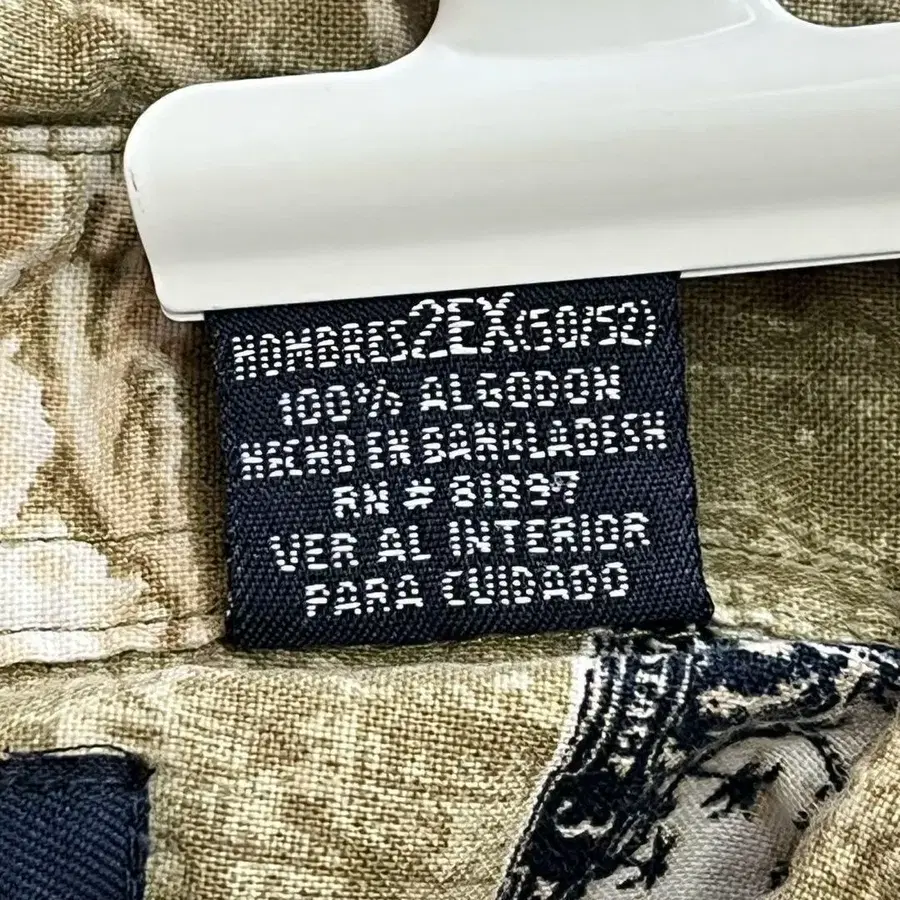 HOMBRES 2EX(50/52)
100% ALGODON
HECHO EN BANGLADESH
RN # 81897
VER AL INTERIOR
PARA CUIDADO